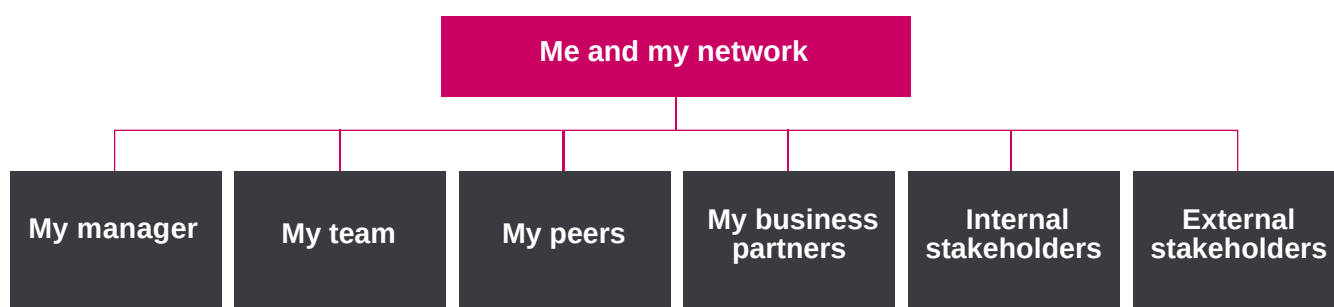 Me and my network
My manager
My team
My peers
My business
partners
Internal
stakeholders
External
stakeholders